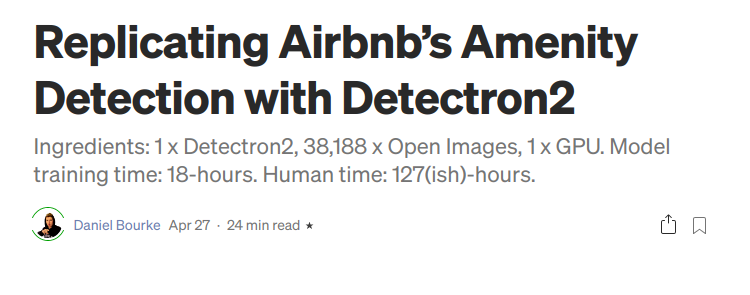 Replicating Airbnb’s Amenity
Detection with Detectron2
Ingredients: 1 x Detectron2, 38,188 x Open Images, 1 x GPU. Model
training time: 18-hours. Human time: 127(ish)-hours.
Daniel Bourke Apr 27 · 24 min read ★